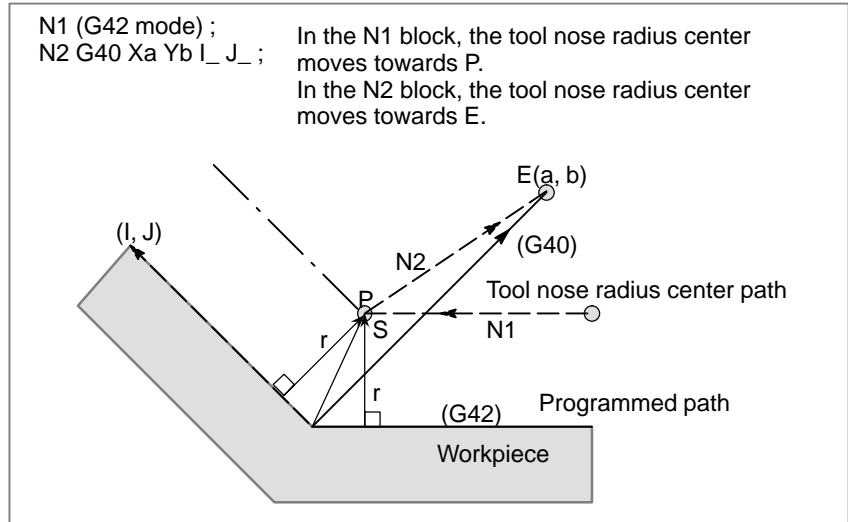 N1 (G42 mode) ;
N2 G40 Xa Yb I_ J_ ;
In the N1 block, the tool nose radius center
moves towards P.
In the N2 block, the tool nose radius center
moves towards E.
E(a, b)
(I, J)
(G40)
N2
Tool nose radius center path
P
S
N1
r
r
(G42)
Programmed path
Workpiece